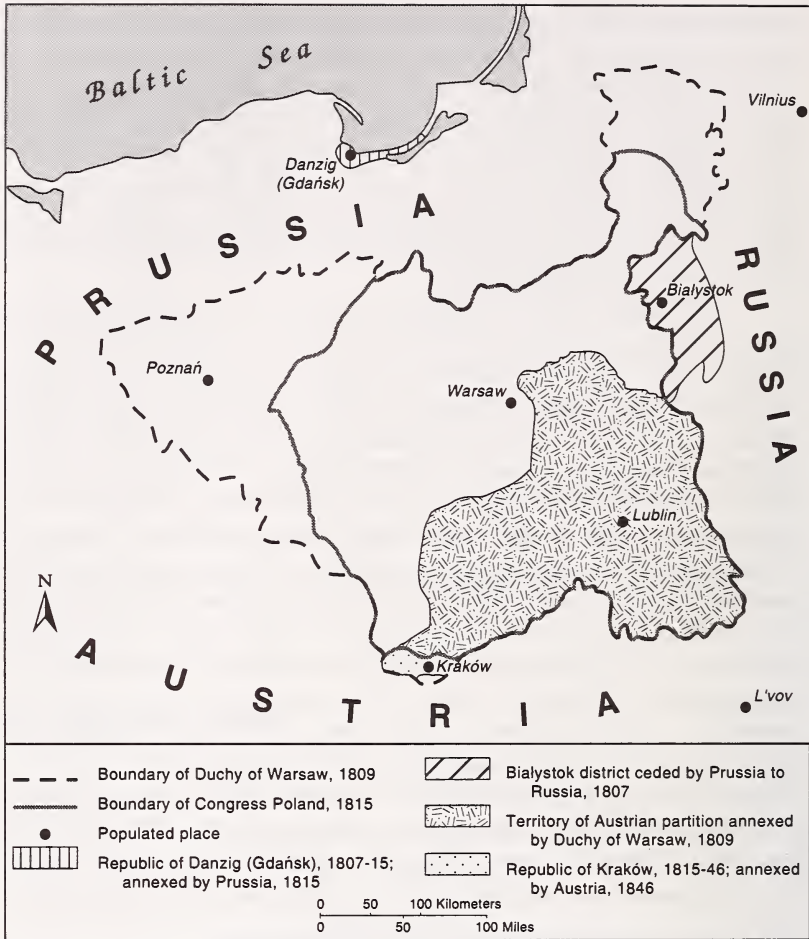 Baltic Sea
Vilnius
Danzig
(Gdańsk)
PRUSSIA
RUSSIA
Białystok
Poznań
Warsaw
Lublin
N
Kraków
AUSTRIA
L'vov
Boundary of Duchy of Warsaw, 1809
Boundary of Congress Poland, 1815
Populated place
Republic of Danzig (Gdańsk), 1807-15;
annexed by Prussia, 1815
Białystok district ceded by Prussia to
Russia, 1807
Territory of Austrian partition annexed
by Duchy of Warsaw, 1809
Republic of Kraków, 1815-46; annexed
by Austria, 1846
0 50 100 Kilometers
0 50 100 Miles